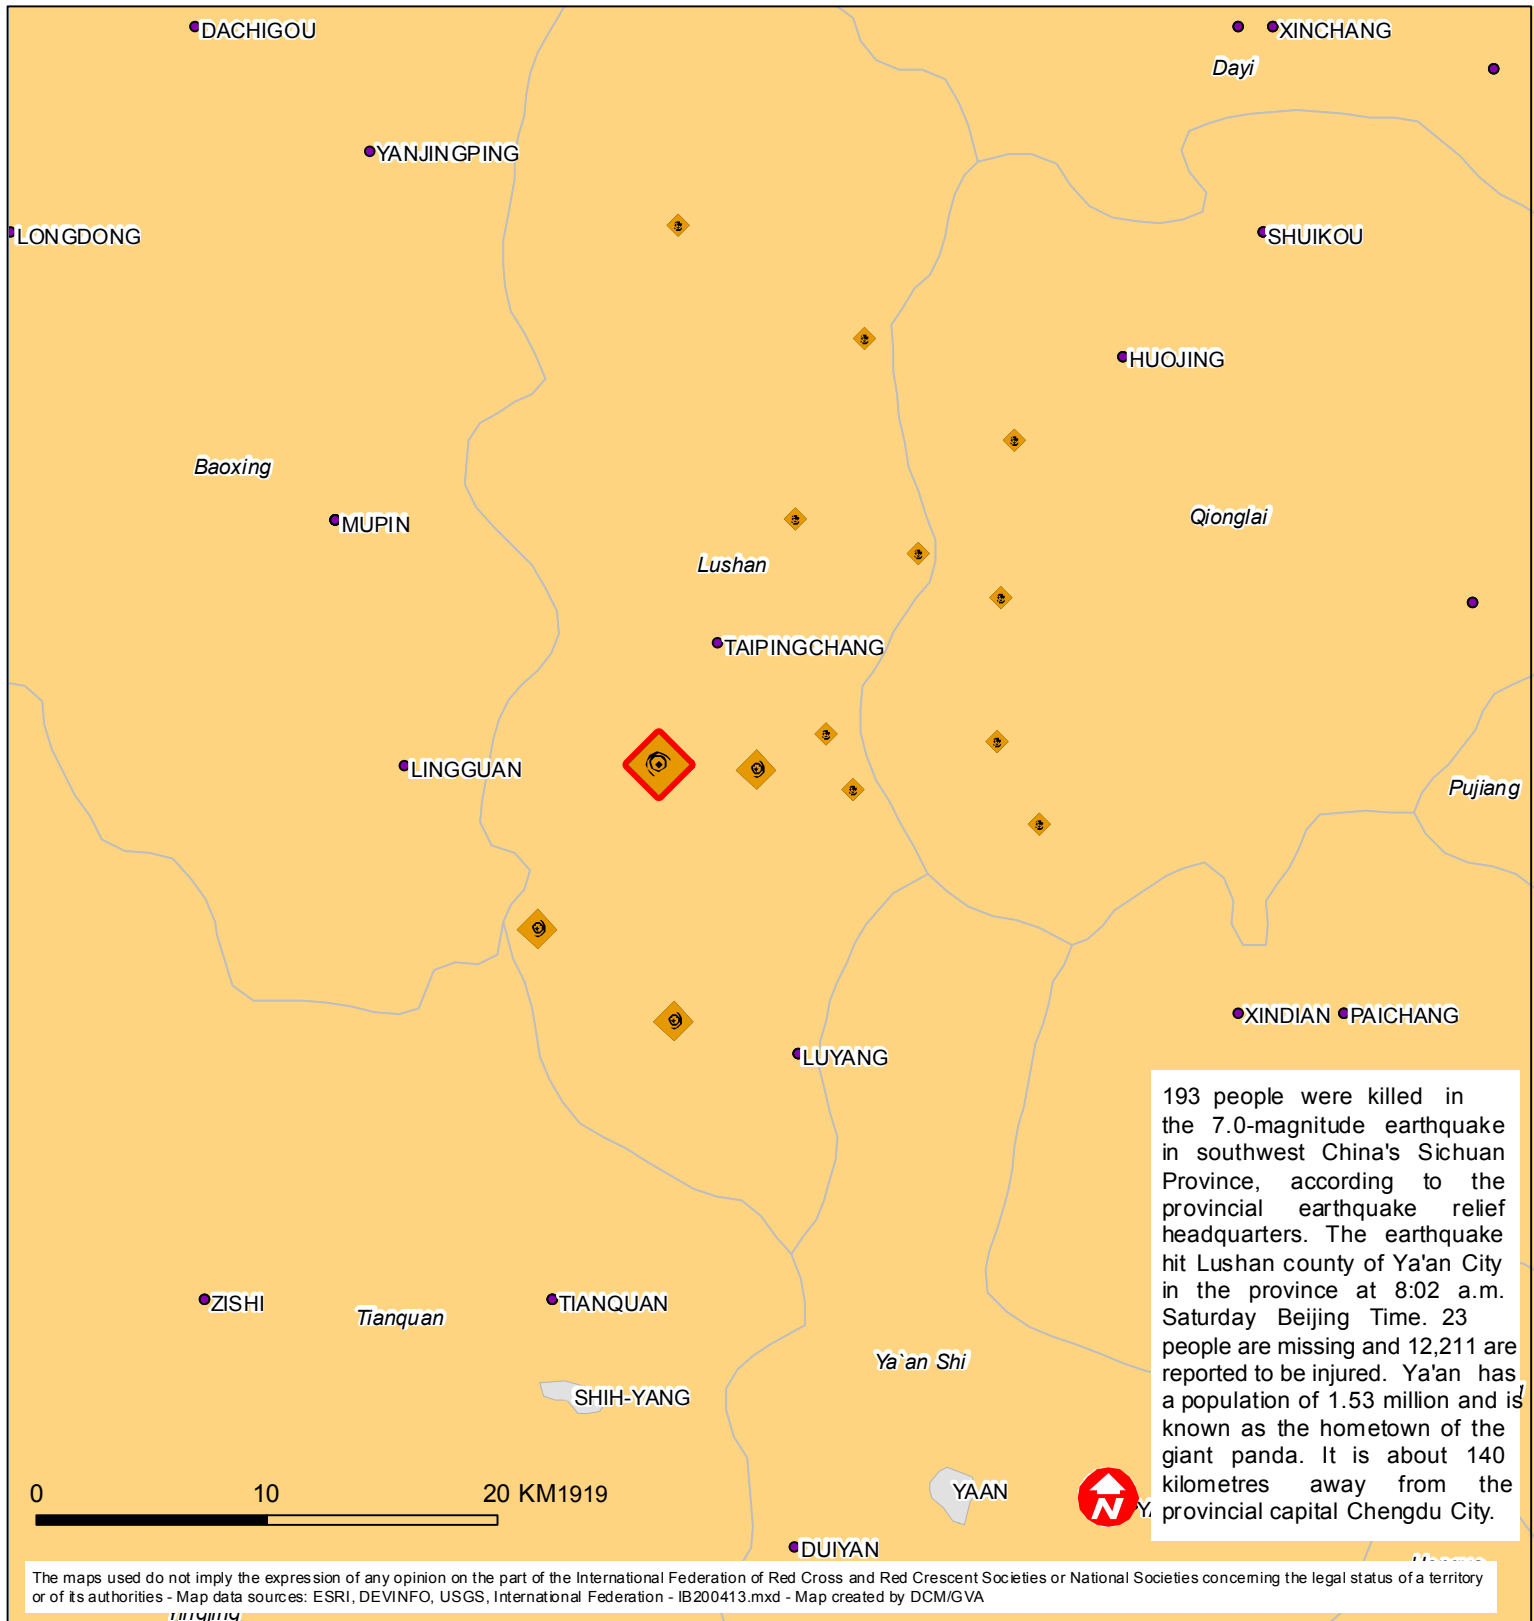 DACHIGOU
XINCHANG
Dayi
YANJINGPING
LONGDONG
SHUIKOU
HUOJING
Baoxing
MUPIN
Qionglai
Lushan
TAIPINGCHANG
LINGGUAN
Pujiang
XINDIAN
PAICHANG
LUYANG
193 people were killed in
the 7.0-magnitude earthquake
in southwest China's Sichuan
Province, according to the
provincial earthquake relief
headquarters. The earthquake
hit Lushan county of Ya'an City
in the province at 8:02 a.m.
Saturday Beijing Time. 23
people are missing and 12,211 are
reported to be injured. Ya'an has
a population of 1.53 million and is
known as the hometown of the
giant panda. It is about 140
kilometres away from the
provincial capital Chengdu City.
ZISHI
Tianquan
TIANQUAN
Ya`an Shi
SHIH-YANG
YAAN
N
0 10 20 KM1919
DUIYAN
The maps used do not imply the expression of any opinion on the part of the International Federation of Red Cross and Red Crescent Societies or National Societies concerning the legal status of a territory
or of its authorities - Map data sources: ESRI, DEVINFO, USGS, International Federation - IB200413.mxd - Map created by DCM/GVA